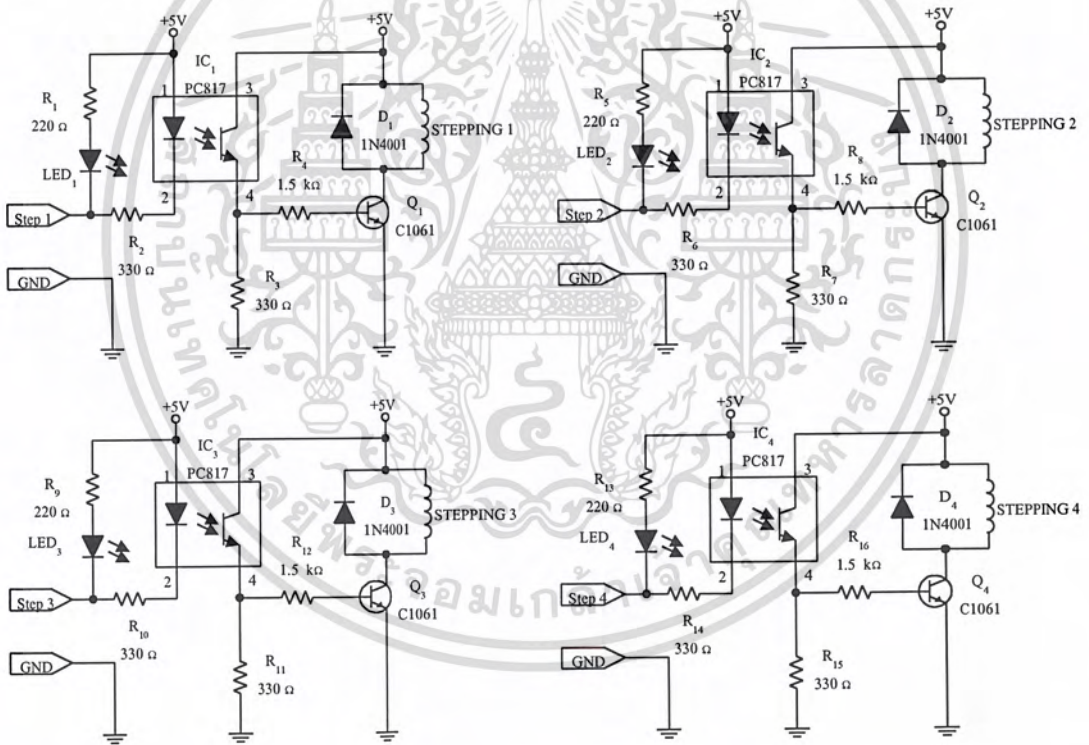 +5V
+5V
IC1
PC817
1
3
R1
220 Ω
LED1
2
4
R4
1.5 kΩ
D1
1N4001
STEPPING 1
Q1
C1061
Step 1
R2
330 Ω
R3
330 Ω
GND
+5V
+5V
IC2
PC817
1
3
R5
220 Ω
LED2
2
4
R8
1.5 kΩ
D2
1N4001
STEPPING 2
Q2
C1061
Step 2
R6
330 Ω
R7
330 Ω
GND
+5V
+5V
IC3
PC817
1
3
R9
220 Ω
LED3
2
4
R12
1.5 kΩ
D3
1N4001
STEPPING 3
Q3
C1061
Step 3
R10
330 Ω
R11
330 Ω
GND
+5V
+5V
IC4
PC817
1
3
R13
220 Ω
LED4
2
4
R16
1.5 kΩ
D4
1N4001
STEPPING 4
Q4
C1061
Step 4
R14
330 Ω
R15
330 Ω
GND